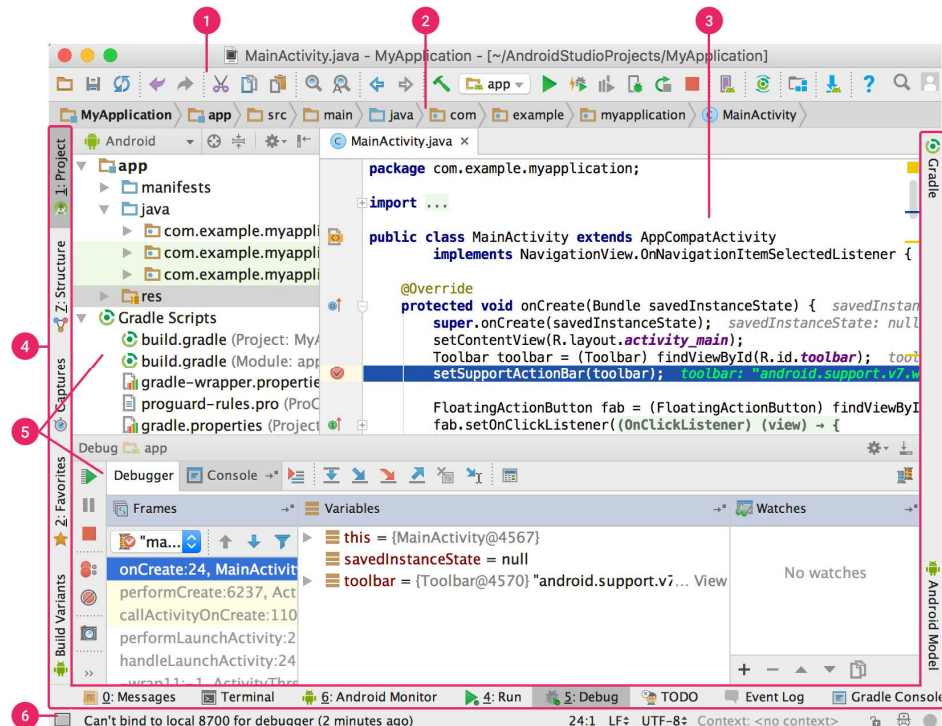 1 2 3
MainActivity.java - MyApplication - [~/AndroidStudioProjects/MyApplication]
app ?
MyApplication app src main java com example myapplication C MainActivity
1: Project
Android
C MainActivity.java ×
Gradle
app
manifests
java
com.example.myappli
com.example.myappli
com.example.myappli
res
Gradle Scripts
build.gradle (Project: MyA
build.gradle (Module: app
gradle-wrapper.propertie
proguard-rules.pro (ProG
gradle.properties (Project
package com.example.myapplication;
import ...
public class MainActivity extends AppCompatActivity
implements NavigationView.OnNavigationItemSelectedListener {
@Override
protected void onCreate(Bundle savedInstanceState) { savedInstan
super.onCreate(savedInstanceState); savedInstanceState: null
setContentView(R.layout.activity_main);
Toolbar toolbar = (Toolbar) findViewById(R.id.toolbar); tool
setSupportActionBar(toolbar); toolbar: "android.support.v7.w
FloatingActionButton fab = (FloatingActionButton) findViewByI
fab.setOnClickListener((OnClickListener) (view) → {
Z: Structure
4
Captures
5
2: Favorites
Build Variants
Debug app
Debugger Console
Frames Variables Watches
"ma...
onCreate:24, MainActivit
performCreate:6237, Act
callActivityOnCreate:110
performLaunchActivity:2
handleLaunchActivity:24
-wrap11:-1, ActivityThre
this = {MainActivity@4567}
savedInstanceState = null
toolbar = {Toolbar@4570} "android.support.v7... View
No watches
Android Model
0: Messages Terminal 6: Android Monitor 4: Run 5: Debug TODO Event Log Gradle Console
6
Can't bind to local 8700 for debugger (2 minutes ago) 24:1 LF UTF-8 Context: <no context>